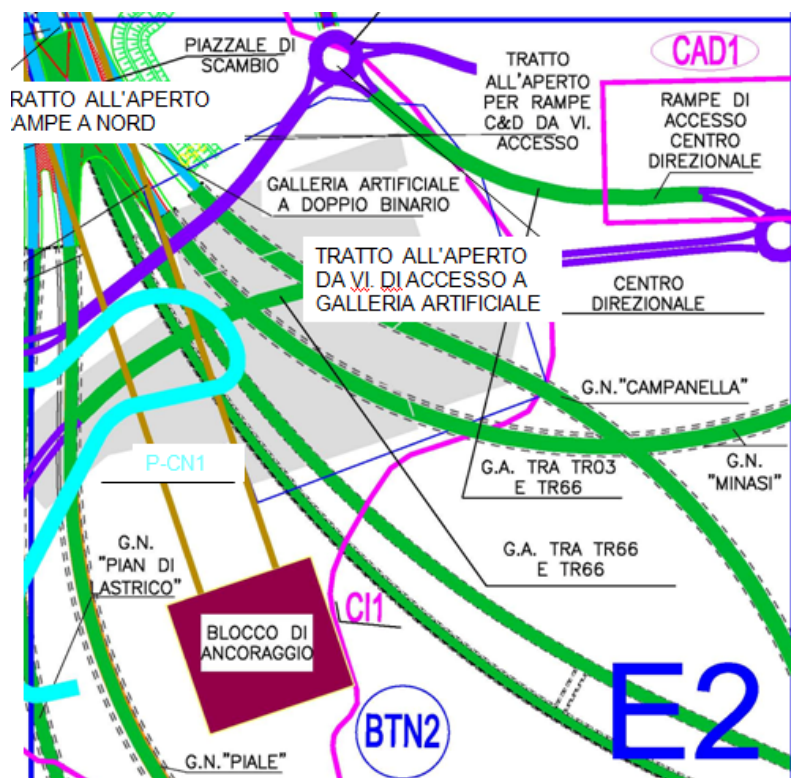 PIAZZALE DI
SCAMBIO
CAD1
TRATTO
ALL'APERTO
PER RAMPE
C&D DA VI.
ACCESSO
RATTO ALL'APERTO
RAMPE A NORD
RAMPE DI
ACCESSO
CENTRO
DIREZIONALE
GALLERIA ARTIFICIALE
A DOPPIO BINARIO
TRATTO ALL'APERTO
DA VI. DI ACCESSO A
GALLERIA ARTIFICIALE
CENTRO
DIREZIONALE
G.N."CAMPANELLA"
P-CN1
G.A. TRA TR03
E TR66
G.N.
"MINASI"
G.N.
"PIAN DI
LASTRICO"
G.A. TRA TR66
E TR66
CI1
BLOCCO DI
ANCORAGGIO
E2
BTN2
G.N."PIALE"